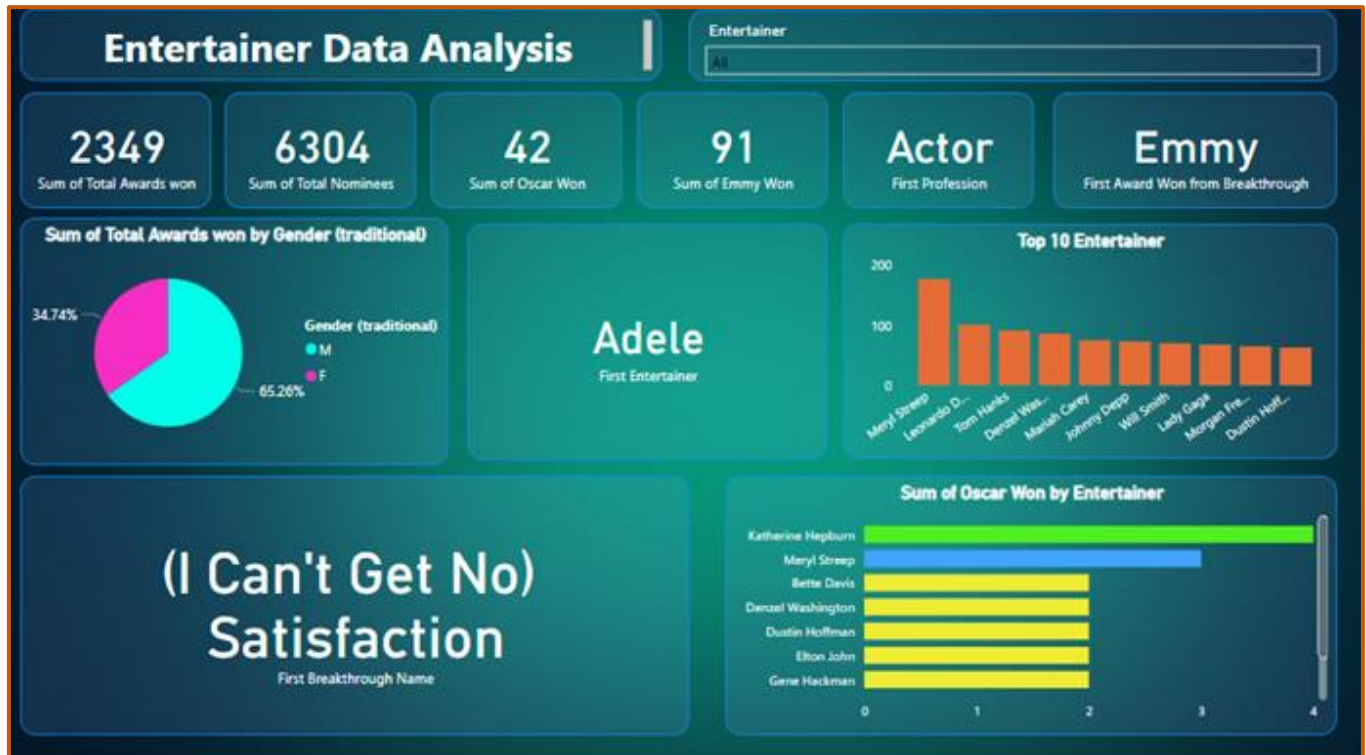 Entertainer Data Analysis
Entertainer
All
2349
Sum of Total Awards won
6304
Sum of Total Nominees
42
Sum of Oscar Won
91
Sum of Emmy Won
Actor
First Profession
Emmy
First Award Won from Breakthrough
Sum of Total Awards won by Gender (traditional)
34.74%
65.26%
Gender (traditional)
M
F
Adele
First Entertainer
Top 10 Entertainer
200
100
0
Meryl Streep
Leonardo D...
Tom Hanks
Denzel Was...
Mariah Carey
Johnny Depp
Will Smith
Lady Gaga
Morgan Fre...
Dustin Hoff...
(I Can't Get No)
Satisfaction
First Breakthrough Name
Sum of Oscar Won by Entertainer
Katherine Hepburn
Meryl Streep
Bette Davis
Denzel Washington
Dustin Hoffman
Elton John
Gene Hackman
0 1 2 3 4